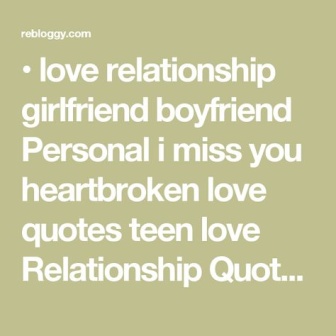 rebloggy.com
• love relationship
girlfriend boyfriend
Personal i miss you
heartbroken love
quotes teen love
Relationship Quot...